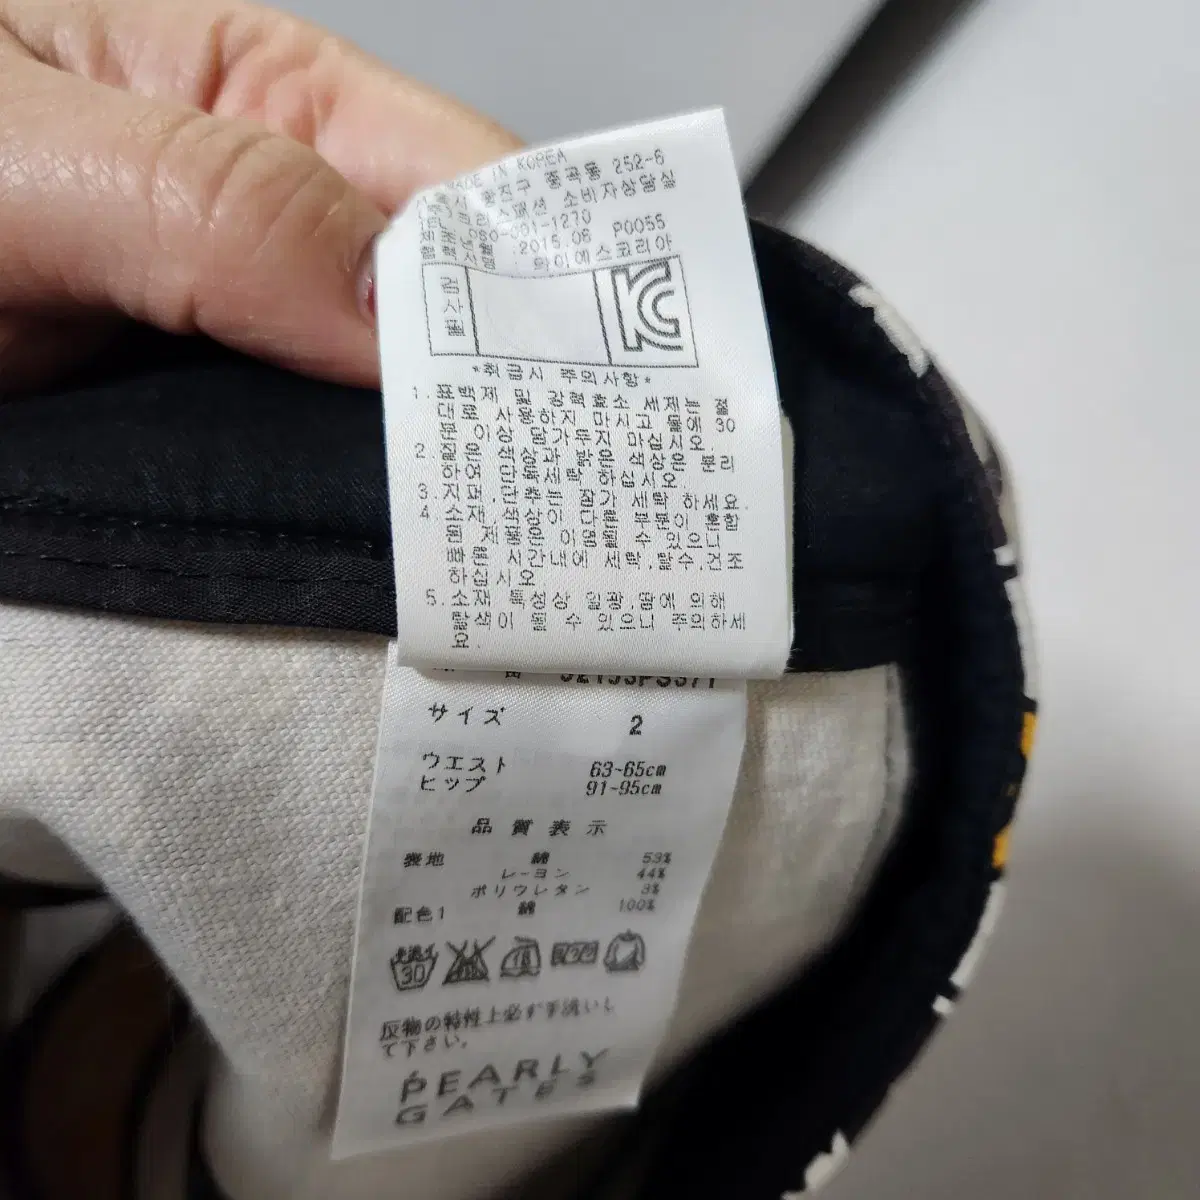 MADE IN KOREA
중곡동 252-6
소비자상담실
-001-1270
2015.06 P0055
와이에스코리아
검사필
*취급시 주의사항*
1.표백제 및 강력효소 세제는 절
대로 사용하지 마시고 물에 30
분 이상 담가두지 마십시오.
2.짙은 색상과 밝은 색상은 분리
하여 단독세탁 하십시오.
3.지퍼,단추는 잠가 세탁 하세요.
4.소재,색상이 다른 부분이 혼합
된 제품은 이염될 수 있으니
빠른 시간내에 세탁,탈수,건조
하십시오
5.소재 특성상 일광,땀에 의해
탈색이 될 수 있으니 주의하세
요.
サイズ 2
ウエスト 63~65cm
ヒップ 91~95cm
品質表示
表地 綿 53%
レーヨン 44%
ポリウレタン 3%
配色1 綿 100%
手洗イ
30
反物の特性上必ず手洗いし
て下さい。
PEARLY
GATES